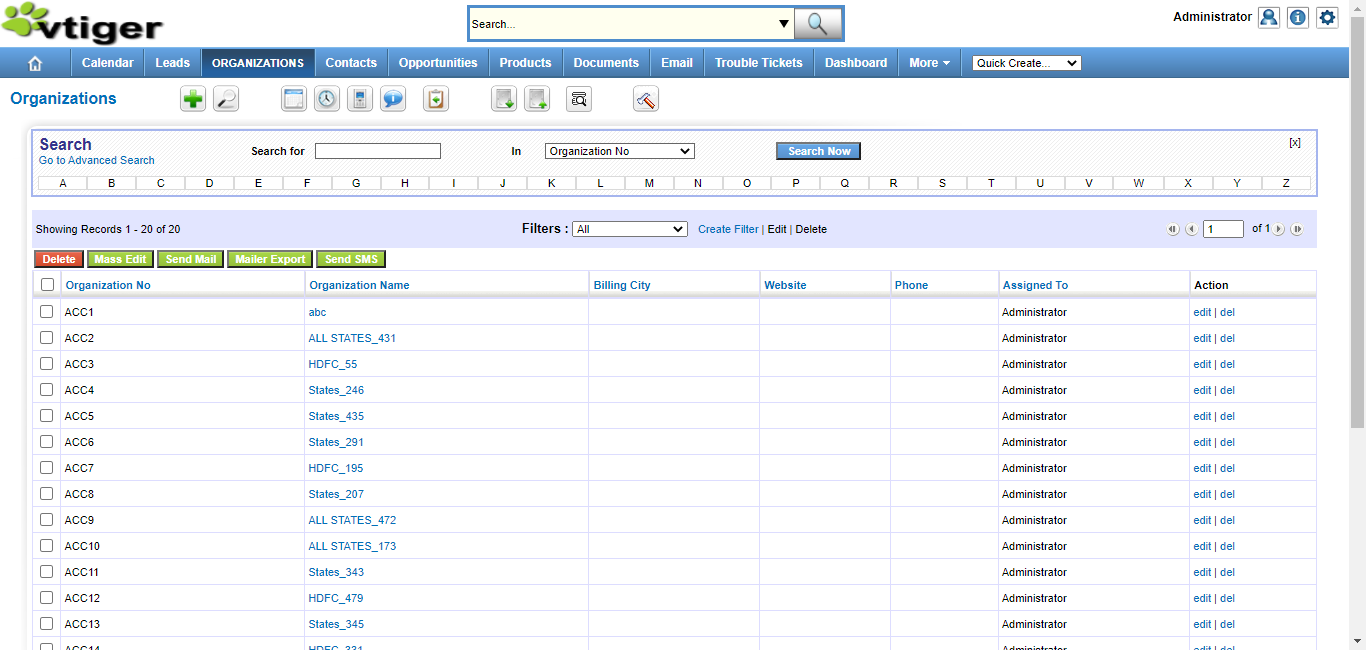 vtiger
Search...
Administrator
Calendar Leads ORGANIZATIONS Contacts Opportunities Products Documents Email Trouble Tickets Dashboard More Quick Create...
Organizations
Search [x]
Go to Advanced Search
Search for In Organization No Search Now
A B C D E F G H I J K L M N O P Q R S T U V W X Y Z
Showing Records 1 - 20 of 20 Filters : All Create Filter | Edit | Delete 1 of 1
Delete Mass Edit Send Mail Mailer Export Send SMS
Organization No Organization Name Billing City Website Phone Assigned To Action
ACC1 abc Administrator edit | del
ACC2 ALL STATES_431 Administrator edit | del
ACC3 HDFC_55 Administrator edit | del
ACC4 States_246 Administrator edit | del
ACC5 States_435 Administrator edit | del
ACC6 States_291 Administrator edit | del
ACC7 HDFC_195 Administrator edit | del
ACC8 States_207 Administrator edit | del
ACC9 ALL STATES_472 Administrator edit | del
ACC10 ALL STATES_173 Administrator edit | del
ACC11 States_343 Administrator edit | del
ACC12 HDFC_479 Administrator edit | del
ACC13 States_345 Administrator edit | del
ACC14 HDFC_331 Administrator edit | del